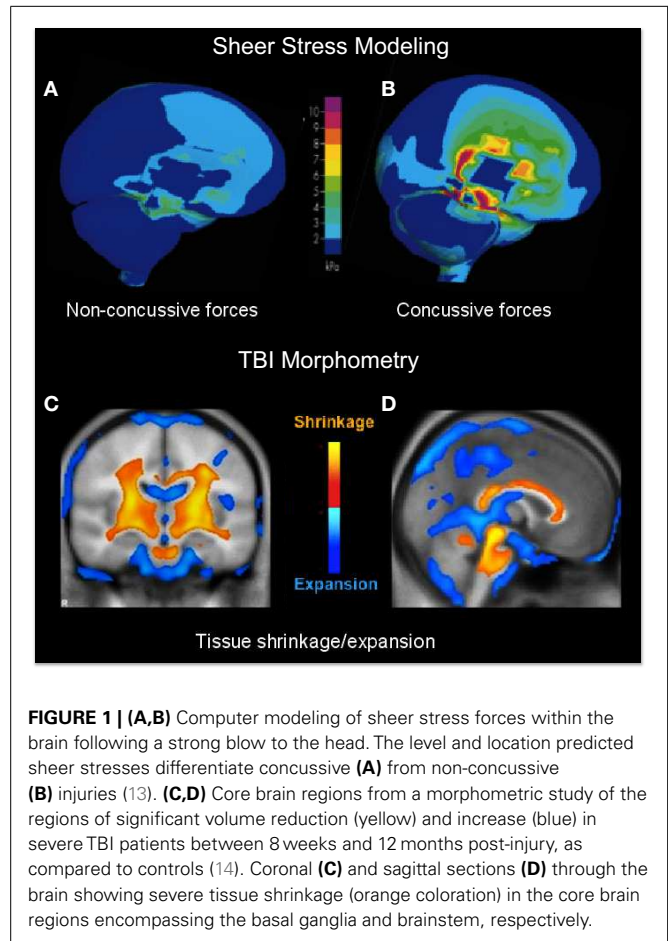 Sheer Stress Modeling
A
B
10
9
8
7
6
5
4
3
2
kPa
Non-concussive forces
Concussive forces
TBI Morphometry
C
D
Shrinkage
Expansion
R
Tissue shrinkage/expansion
FIGURE 1 | (A,B) Computer modeling of sheer stress forces within the
brain following a strong blow to the head. The level and location predicted
sheer stresses differentiate concussive (A) from non-concussive
(B) injuries (13). (C,D) Core brain regions from a morphometric study of the
regions of significant volume reduction (yellow) and increase (blue) in
severe TBI patients between 8 weeks and 12 months post-injury, as
compared to controls (14). Coronal (C) and sagittal sections (D) through the
brain showing severe tissue shrinkage (orange coloration) in the core brain
regions encompassing the basal ganglia and brainstem, respectively.